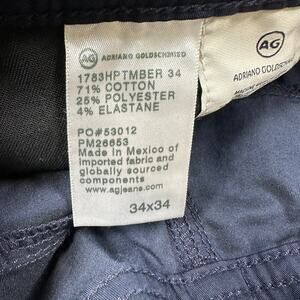 AG
ADRIANO GOLDSCHMIED
1783HPTMBER 34
71% COTTON
25% POLYESTER
4% ELASTANE
PO#53012
PM26653
Made in Mexico of
imported fabric and
globally sourced
components
www.agjeans.com
34x34
AG
ADRIANO GOLDSCHM